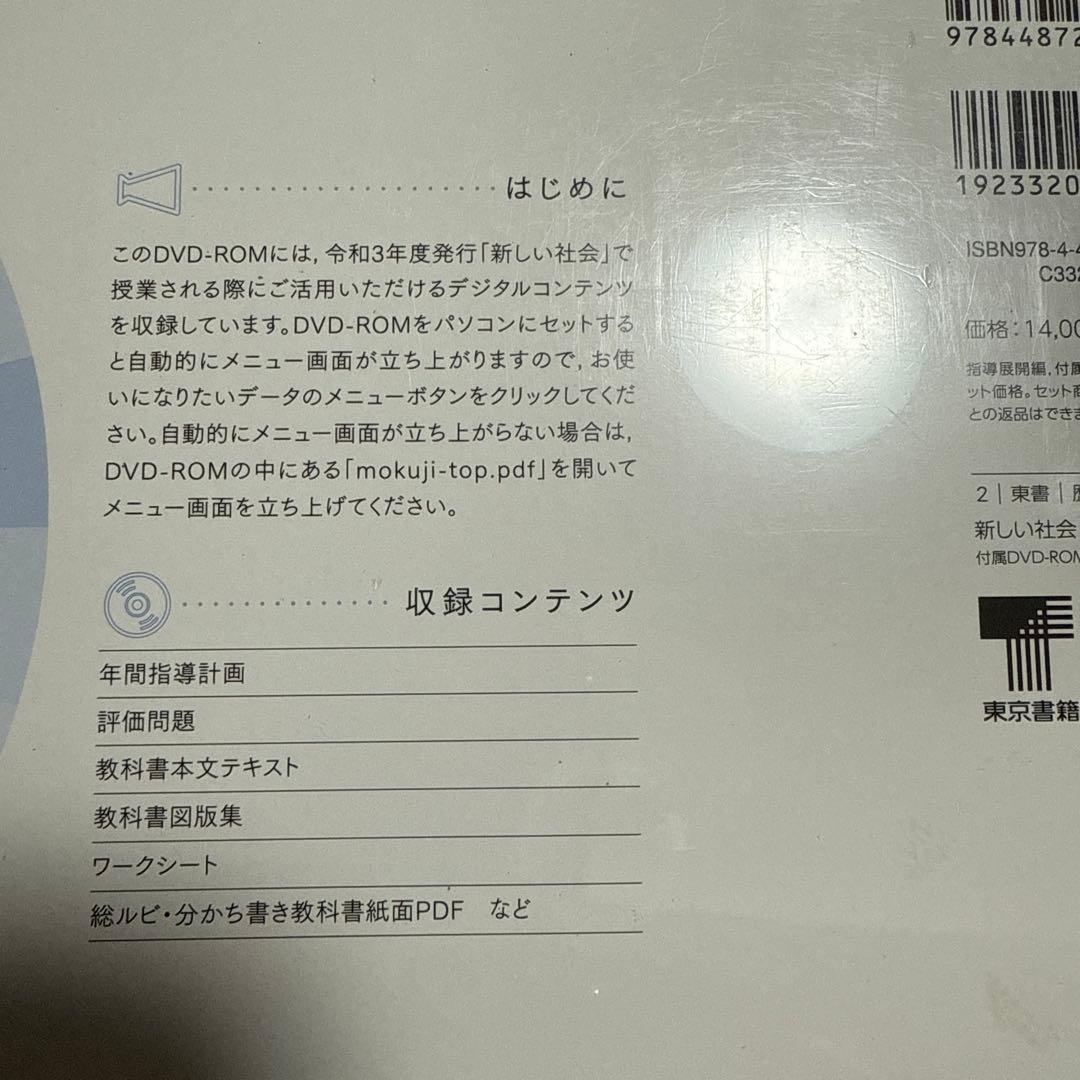 はじめに
このDVD-ROMには,令和3年度発行「新しい社会」で
授業される際にご活用いただけるデジタルコンテンツ
を収録しています。DVD-ROMをパソコンにセットする
と自動的にメニュー画面が立ち上がりますので,お使
いになりたいデータのメニューボタンをクリックしてくだ
さい。自動的にメニュー画面が立ち上がらない場合は,
DVD-ROMの中にある「mokuji-top.pdf」を開いて
メニュー画面を立ち上げてください。
収録コンテンツ
年間指導計画
評価問題
教科書本文テキスト
教科書図版集
ワークシート
総ルビ・分かち書き教科書紙面PDF など
97844872
19233320
ISBN978-4-4
C332
価格:14,00
指導展開編,付属
ット価格。セット商
との返品はできま
2|東書|歴
新しい社会
付属DVD-ROM
東京書籍